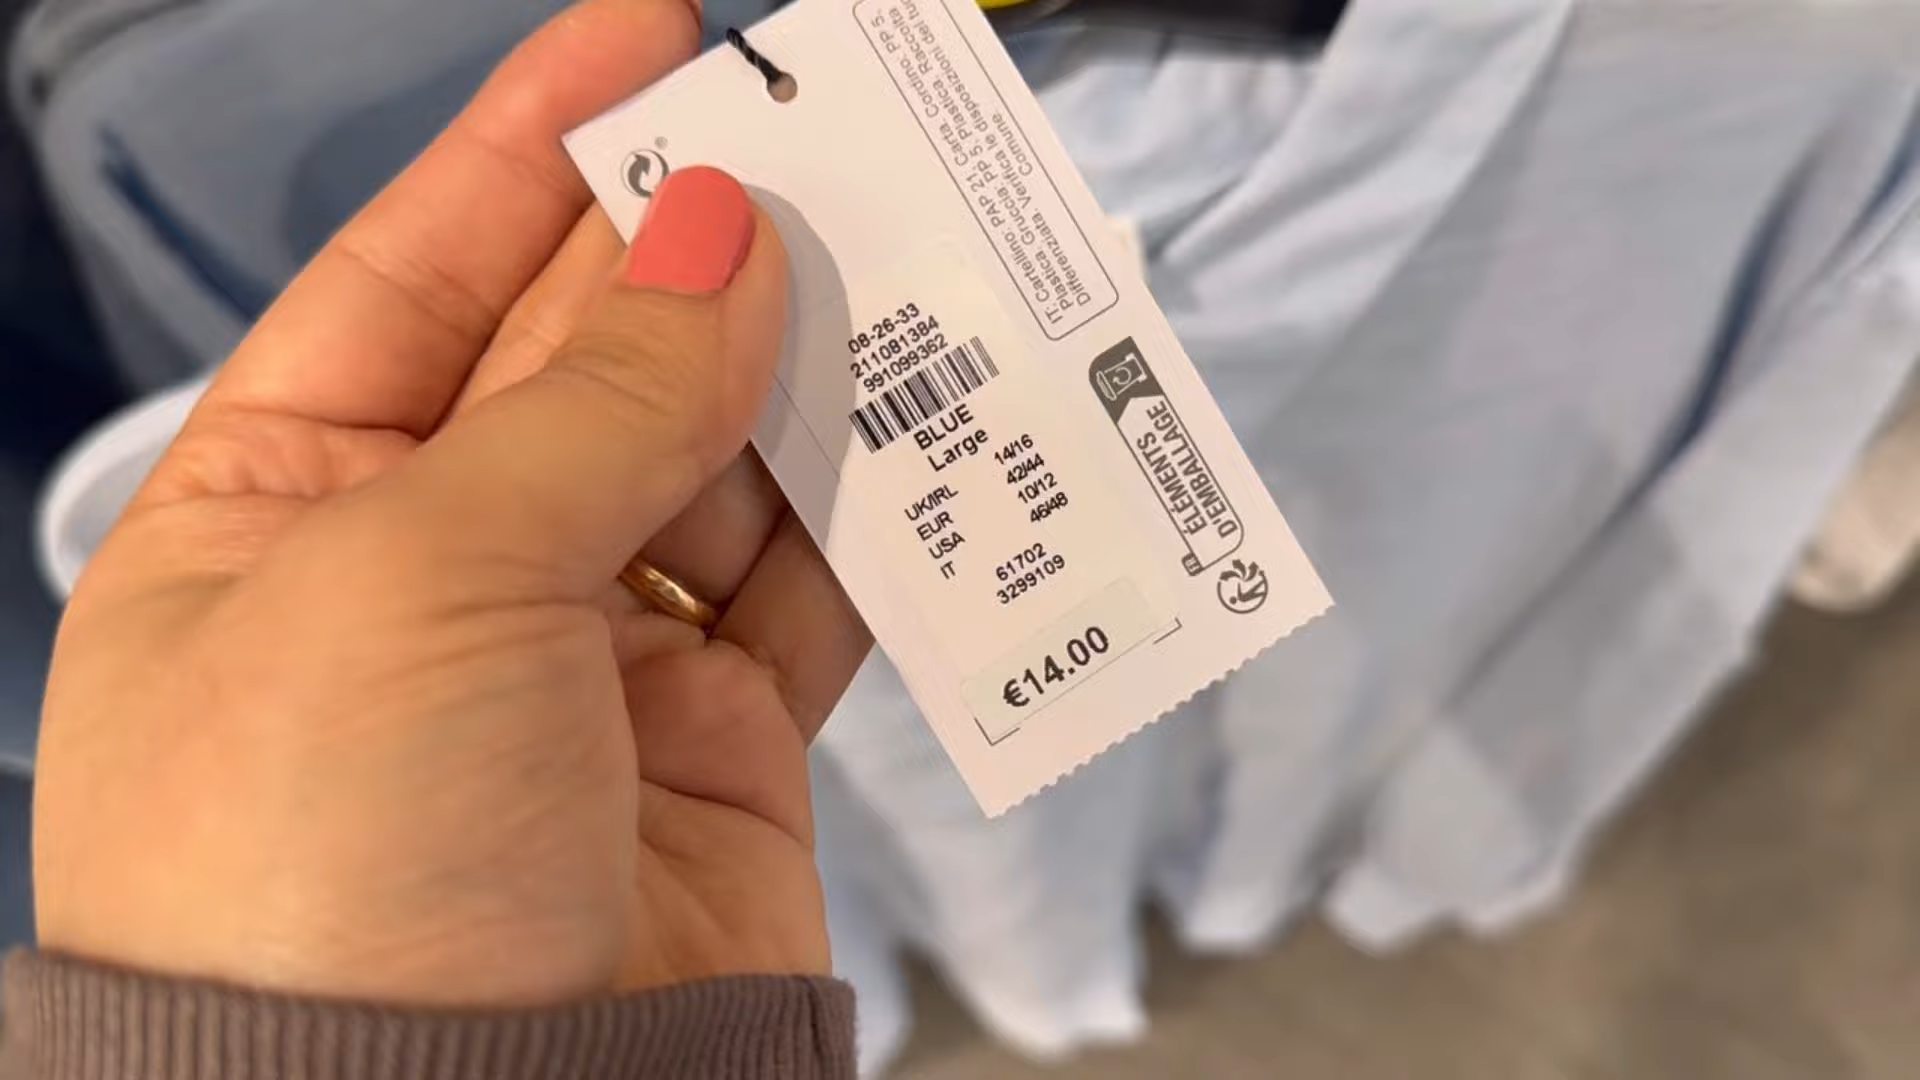 IT: Cartellino: PAP 21. Carta. Cordino. PP 5.
Plastica. Gruccia: PP 5. Plastica. Raccolta
Differenziata. Verifica le disposizioni del tuo
Comune.
08-26-33
211081384
991099362
BLUE
Large
UK/IRL 14/16
EUR 42/44
USA 10/12
IT 46/48
61702
3299109
€14.00
FR
ÉLÉMENTS
D'EMBALLAGE
®